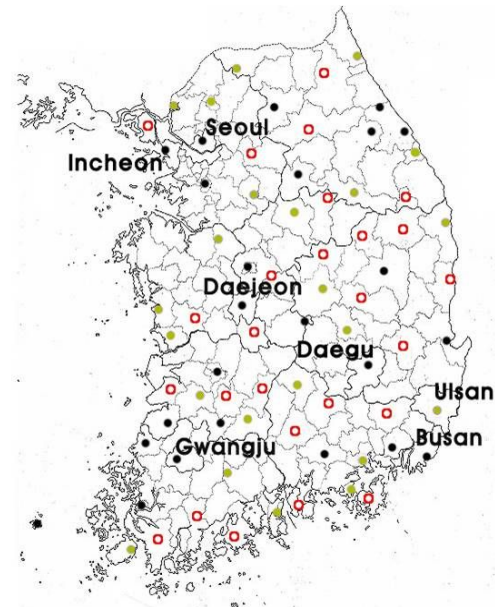 Seoul
Incheon
Daejeon
Daegu
Ulsan
Gwangju
Busan